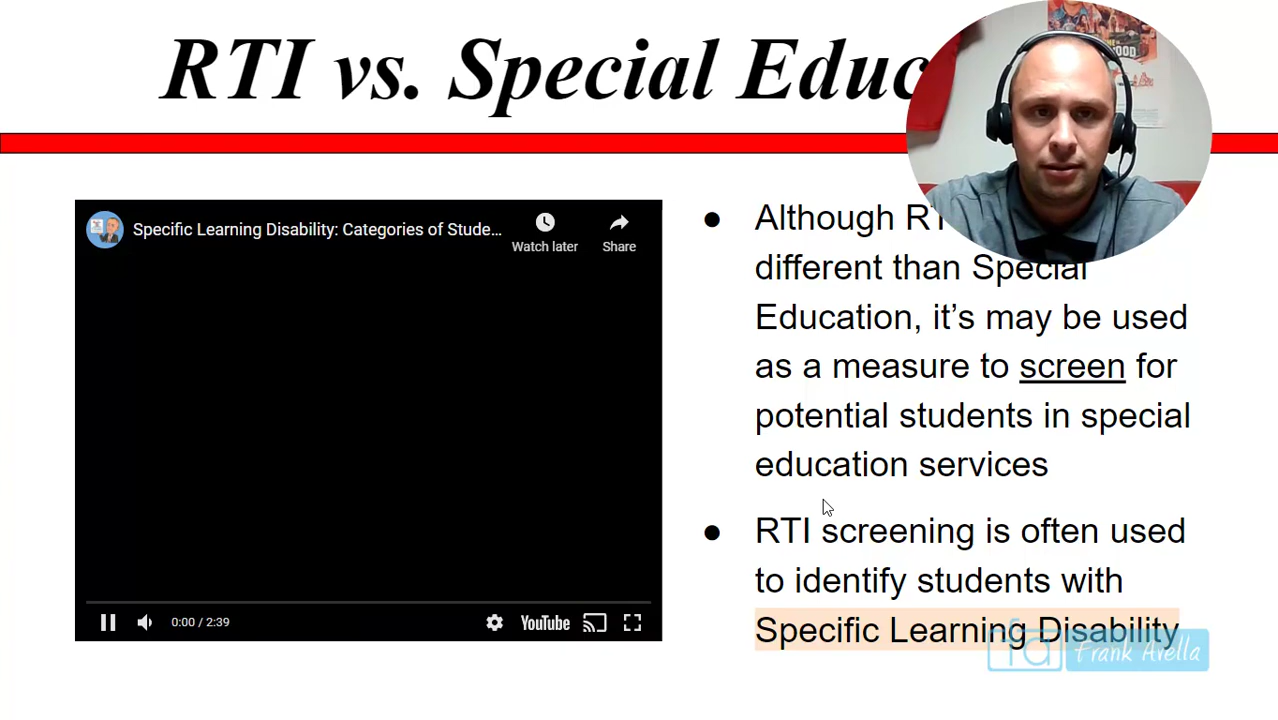 RTI vs. Special Educ
Specific Learning Disability: Categories of Stude...
Watch later
Share
0:00 / 2:39
YouTube
● Although RT
different than Special
Education, it’s may be used
as a measure to screen for
potential students in special
education services
● RTI screening is often used
to identify students with
Specific Learning Disability
fa Frank Avella